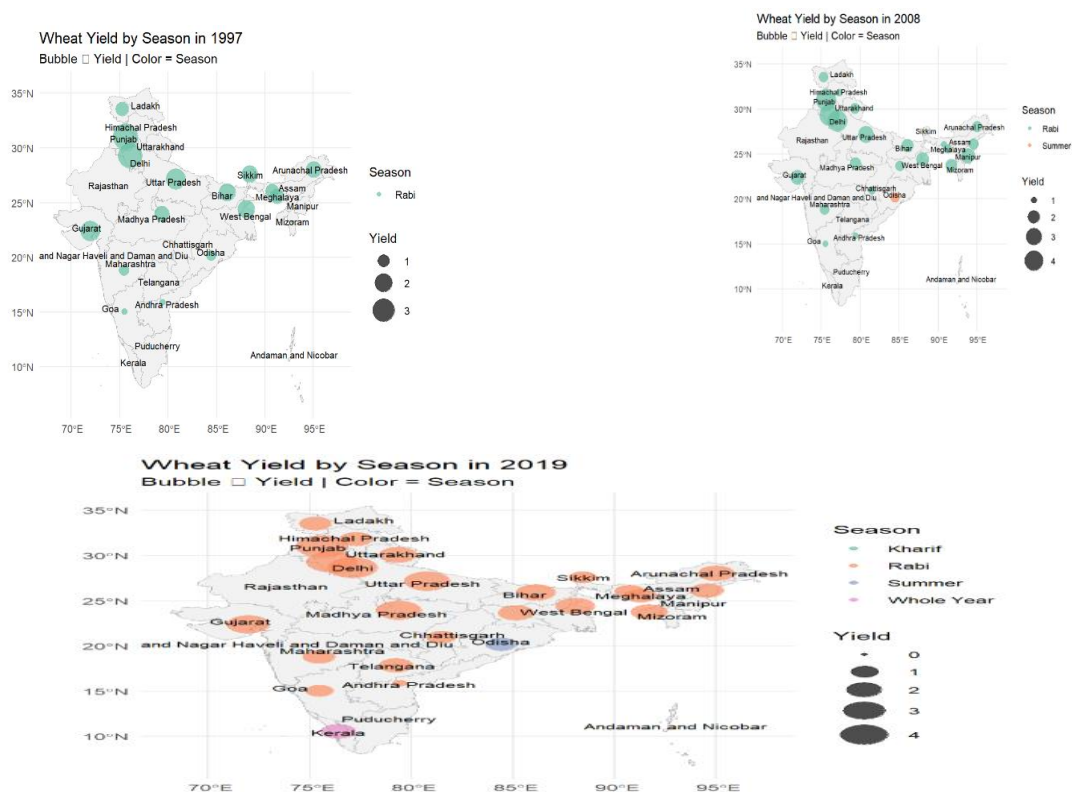 Wheat Yield by Season in 1997
Bubble □ Yield | Color = Season
35°N
30°N
25°N
20°N
15°N
10°N
Ladakh
Himachal Pradesh
Punjab
Uttarakhand
Delhi
Rajasthan
Uttar Pradesh
Sikkim
Arunachal Pradesh
Bihar
Assam
Meghalaya
Manipur
West Bengal
Mizoram
Madhya Pradesh
Gujarat
Chhattisgarh
Odisha
and Nagar Haveli and Daman and Diu
Maharashtra
Telangana
Goa
Andhra Pradesh
Puducherry
Kerala
Andaman and Nicobar
70°E 75°E 80°E 85°E 90°E 95°E
Season
Rabi
Yield
1
2
3
Wheat Yield by Season in 2008
Bubble □ Yield | Color = Season
35°N
30°N
25°N
20°N
15°N
10°N
Ladakh
Himachal Pradesh
Punjab
Uttarakhand
Delhi
Rajasthan
Uttar Pradesh
Sikkim
Arunachal Pradesh
Bihar
Assam
Meghalaya
Manipur
West Bengal
Mizoram
Madhya Pradesh
Gujarat
Chhattisgarh
Odisha
and Nagar Haveli and Daman and Diu
Maharashtra
Telangana
Goa
Andhra Pradesh
Puducherry
Kerala
Andaman and Nicobar
70°E 75°E 80°E 85°E 90°E 95°E
Season
Rabi
Summer
Yield
1
2
3
4
Wheat Yield by Season in 2019
Bubble □ Yield | Color = Season
35°N
30°N
25°N
20°N
15°N
10°N
Ladakh
Himachal Pradesh
Punjab
Uttarakhand
Delhi
Rajasthan
Uttar Pradesh
Sikkim
Arunachal Pradesh
Bihar
Assam
Meghalaya
Manipur
West Bengal
Mizoram
Madhya Pradesh
Gujarat
Chhattisgarh
Odisha
and Nagar Haveli and Daman and Diu
Maharashtra
Telangana
Goa
Andhra Pradesh
Puducherry
Kerala
Andaman and Nicobar
70°E 75°E 80°E 85°E 90°E 95°E
Season
Kharif
Rabi
Summer
Whole Year
Yield
0
1
2
3
4